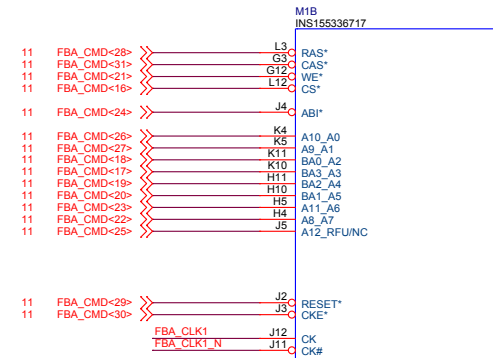 M1B
INS155336717
11 FBA_CMD<28> L3 RAS*
11 FBA_CMD<31> G3 CAS*
11 FBA_CMD<21> G12 WE*
11 FBA_CMD<16> L12 CS*
11 FBA_CMD<24> J4 ABI*
11 FBA_CMD<26> K4 A10_A0
11 FBA_CMD<27> K5 A9_A1
11 FBA_CMD<18> K11 BA0_A2
11 FBA_CMD<17> K10 BA3_A3
11 FBA_CMD<19> H11 BA2_A4
11 FBA_CMD<20> H10 BA1_A5
11 FBA_CMD<23> H5 A11_A6
11 FBA_CMD<22> H4 A8_A7
11 FBA_CMD<25> J5 A12_RFU/NC
11 FBA_CMD<29> J2 RESET*
11 FBA_CMD<30> J3 CKE*
FBA_CLK1 J12 CK
FBA_CLK1_N J11 CK#